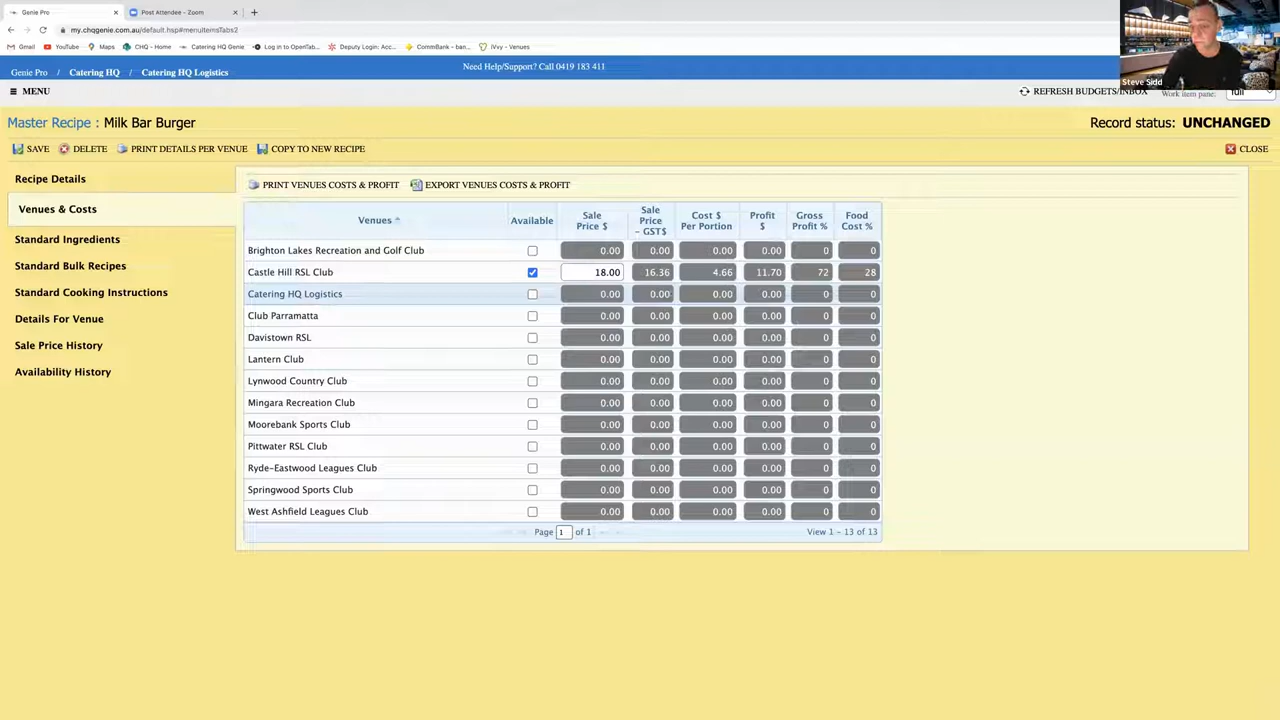 Genie Pro
Post Attendee - Zoom
my.chqgenie.com.au/default.hsp#menuItemsTabs2
Gmail YouTube Maps CHQ - Home Catering HQ Genie Log in to OpenTab... Deputy Login: Acc... CommBank - ban... iVvy - Venues
Genie Pro / Catering HQ / Catering HQ Logistics
Need Help/Support? Call 0419 183 411
Steve Sidd
MENU
REFRESH BUDGETS/INBOX
Work item pane: full
Master Recipe : Milk Bar Burger
Record status: UNCHANGED
SAVE DELETE PRINT DETAILS PER VENUE COPY TO NEW RECIPE
CLOSE
Recipe Details
Venues & Costs
Standard Ingredients
Standard Bulk Recipes
Standard Cooking Instructions
Details For Venue
Sale Price History
Availability History
PRINT VENUES COSTS & PROFIT EXPORT VENUES COSTS & PROFIT
Venues Available Sale Price $ Sale Price - GST$ Cost $ Per Portion Profit $ Gross Profit % Food Cost %
Brighton Lakes Recreation and Golf Club 0.00 0.00 0.00 0.00 0 0
Castle Hill RSL Club 18.00 16.36 4.66 11.70 72 28
Catering HQ Logistics 0.00 0.00 0.00 0.00 0 0
Club Parramatta 0.00 0.00 0.00 0.00 0 0
Davistown RSL 0.00 0.00 0.00 0.00 0 0
Lantern Club 0.00 0.00 0.00 0.00 0 0
Lynwood Country Club 0.00 0.00 0.00 0.00 0 0
Mingara Recreation Club 0.00 0.00 0.00 0.00 0 0
Moorebank Sports Club 0.00 0.00 0.00 0.00 0 0
Pittwater RSL Club 0.00 0.00 0.00 0.00 0 0
Ryde-Eastwood Leagues Club 0.00 0.00 0.00 0.00 0 0
Springwood Sports Club 0.00 0.00 0.00 0.00 0 0
West Ashfield Leagues Club 0.00 0.00 0.00 0.00 0 0
Page 1 of 1
View 1 - 13 of 13